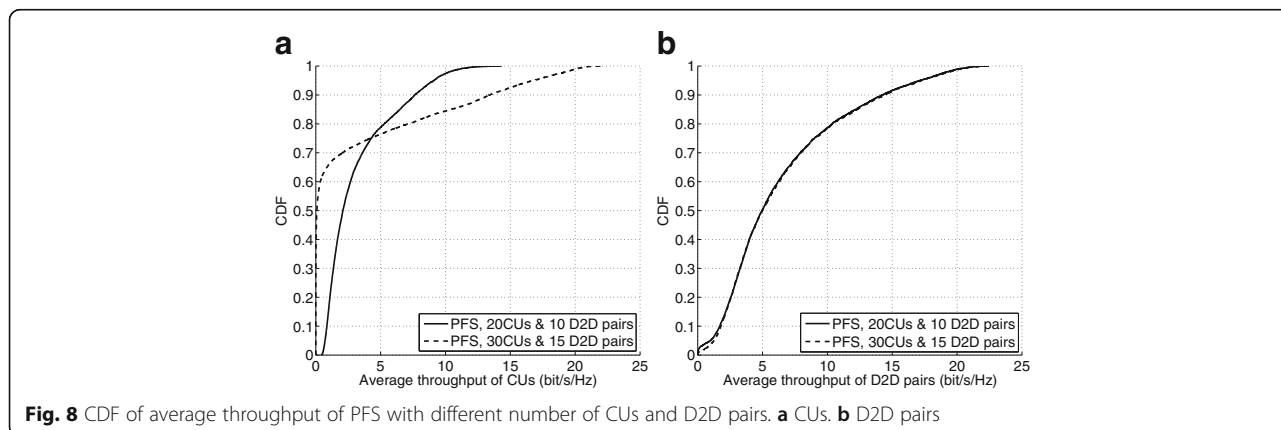 a
1
0.9
0.8
0.7
0.6
0.5
0.4
0.3
0.2
0.1
0
CDF
0 5 10 15 20 25
Average throughput of CUs (bit/s/Hz)
PFS, 20CUs & 10 D2D pairs
PFS, 30CUs & 15 D2D pairs
b
1
0.9
0.8
0.7
0.6
0.5
0.4
0.3
0.2
0.1
0
CDF
0 5 10 15 20 25
Average throughput of D2D pairs (bit/s/Hz)
PFS, 20CUs & 10 D2D pairs
PFS, 30CUs & 15 D2D pairs
Fig. 8 CDF of average throughput of PFS with different number of CUs and D2D pairs. a CUs. b D2D pairs